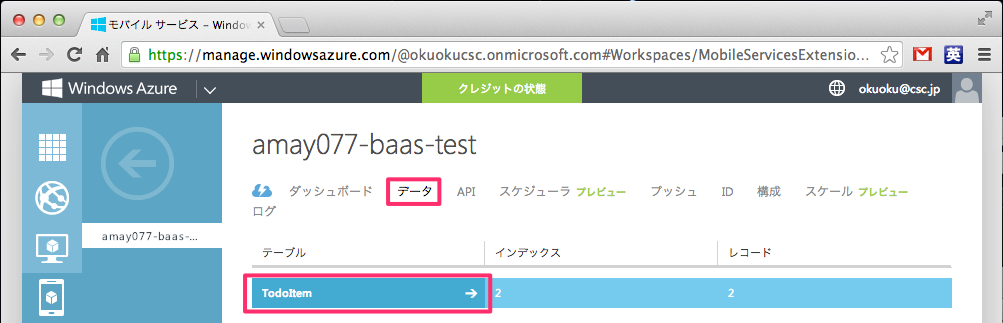 モバイル サービス - Window
https://manage.windowsazure.com/@okuokucsc.onmicrosoft.com#Workspaces/MobileServicesExtensio...
英
Windows Azure
クレジットの状態
okuoku@csc.jp
amay077-baas-test
ダッシュボード データ API スケジューラ プレビュー プッシュ ID 構成 スケール プレビュー
ログ
amay077-baas-...
テーブル インデックス レコード
TodoItem 2 2